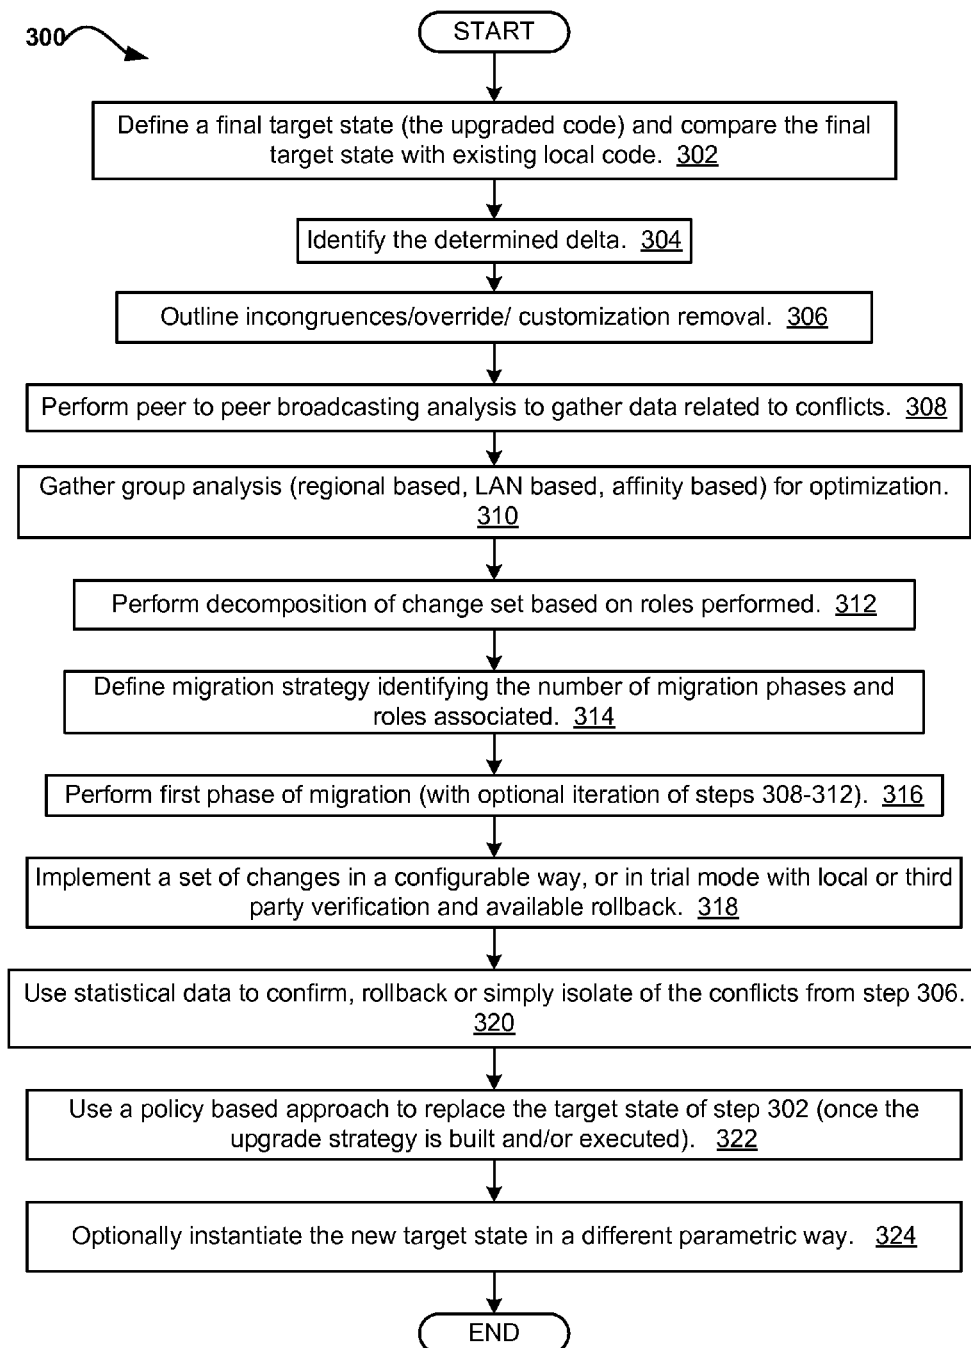 300
START
Define a final target state (the upgraded code) and compare the final
target state with existing local code. 302
Identify the determined delta. 304
Outline incongruences/override/ customization removal. 306
Perform peer to peer broadcasting analysis to gather data related to conflicts. 308
Gather group analysis (regional based, LAN based, affinity based) for optimization.
310
Perform decomposition of change set based on roles performed. 312
Define migration strategy identifying the number of migration phases and
roles associated. 314
Perform first phase of migration (with optional iteration of steps 308-312). 316
Implement a set of changes in a configurable way, or in trial mode with local or third
party verification and available rollback. 318
Use statistical data to confirm, rollback or simply isolate of the conflicts from step 306.
320
Use a policy based approach to replace the target state of step 302 (once the
upgrade strategy is built and/or executed). 322
Optionally instantiate the new target state in a different parametric way. 324
END